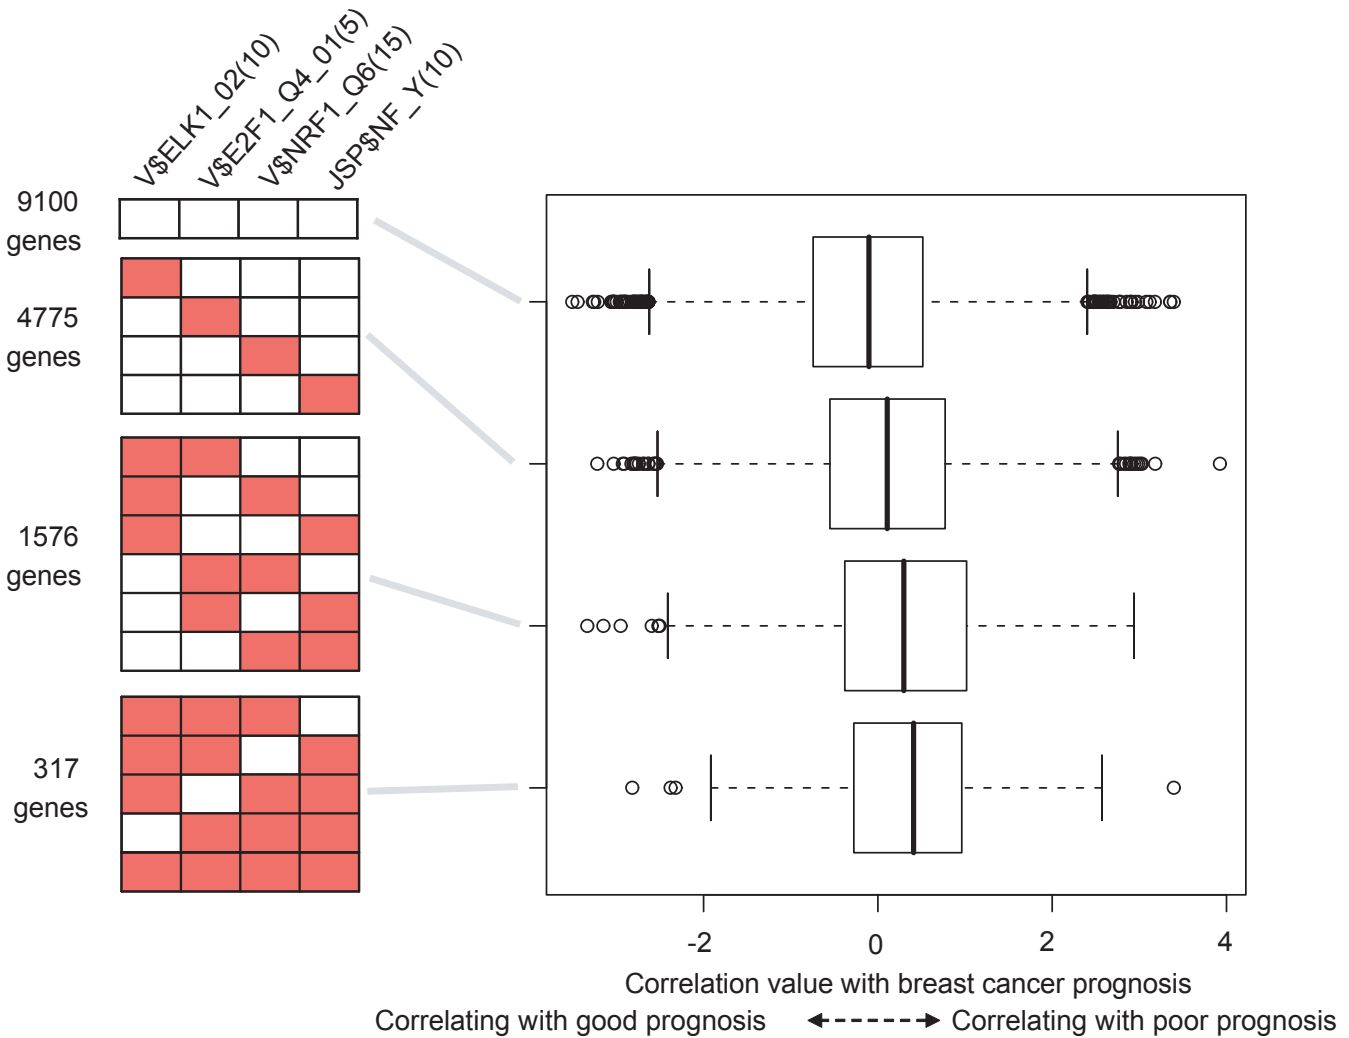 V$ELK1_02(10)
V$E2F1_Q4_01(5)
V$NRF1_Q6(15)
JSP$NF_Y(10)
9100
genes
4775
genes
1576
genes
317
genes
-2
0
2
4
Correlation value with breast cancer prognosis
Correlating with good prognosis
Correlating with poor prognosis